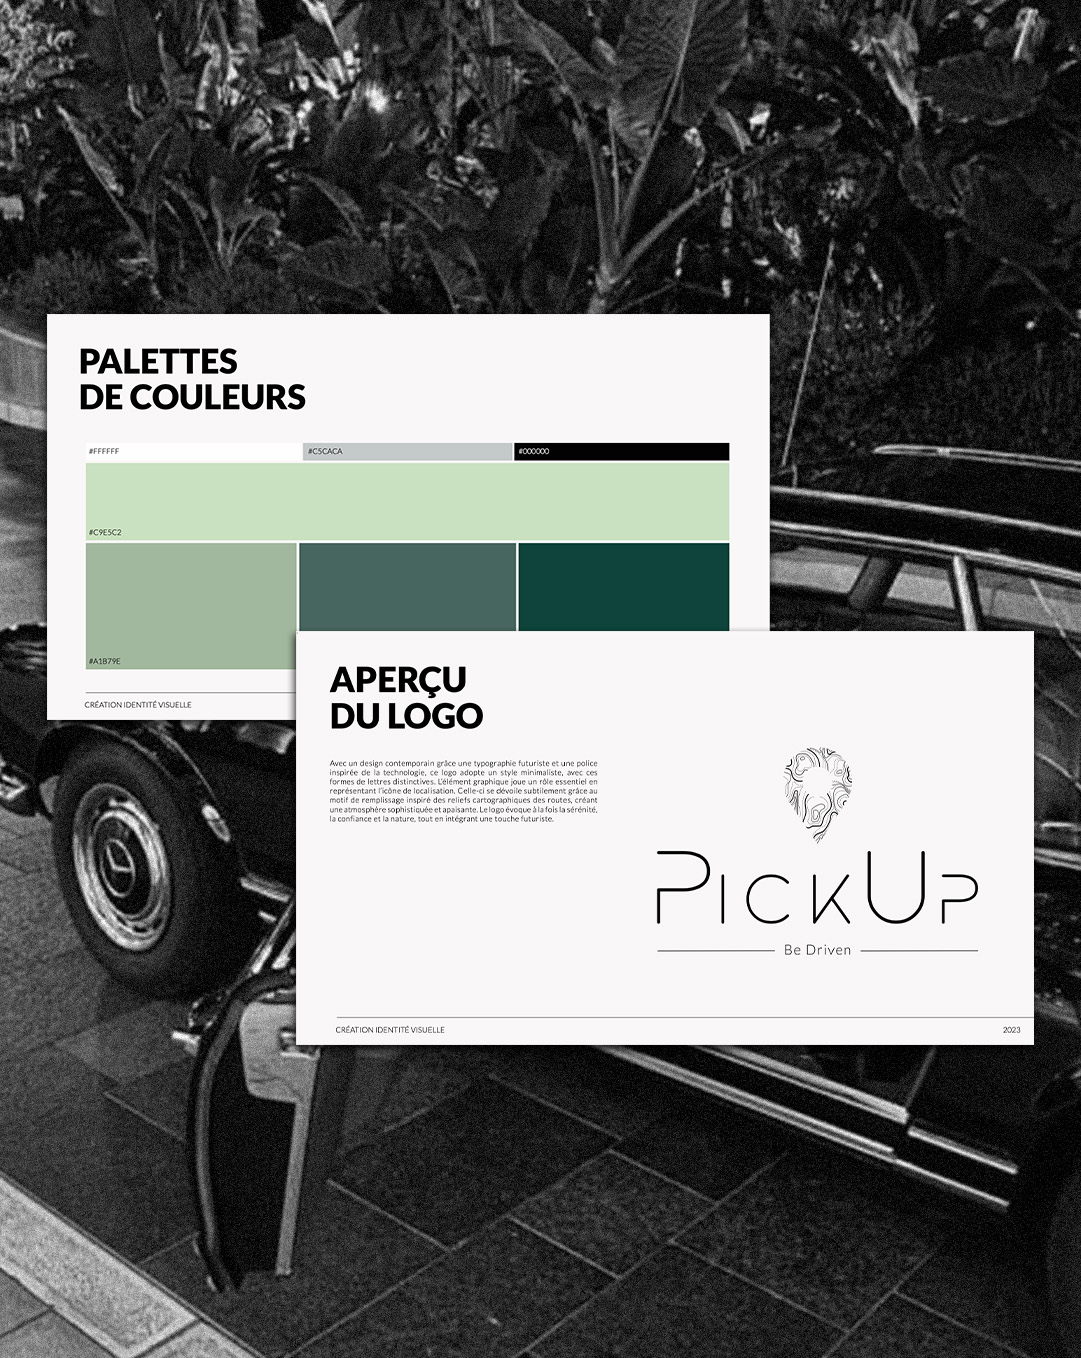 PALETTES
DE COULEURS
#FFFFFF
#C5CACA
#000000
#C9E5C2
#A1B79E
CRÉATION IDENTITÉ VISUELLE
APERÇU
DU LOGO
Avec un design contemporain grâce une typographie futuriste et une police
inspirée de la technologie, ce logo adopte un style minimaliste, avec ces
formes de lettres distinctives. L'élément graphique joue un rôle essentiel en
représentant l'icône de localisation. Celle-ci se dévoile subtilement grâce au
motif de remplissage inspiré des reliefs cartographiques des routes, créant
une atmosphère sophistiquée et apaisante. Le logo évoque à la fois la sérénité,
la confiance et la nature, tout en intégrant une touche futuriste.
PICKUP
Be Driven
CRÉATION IDENTITÉ VISUELLE
2023